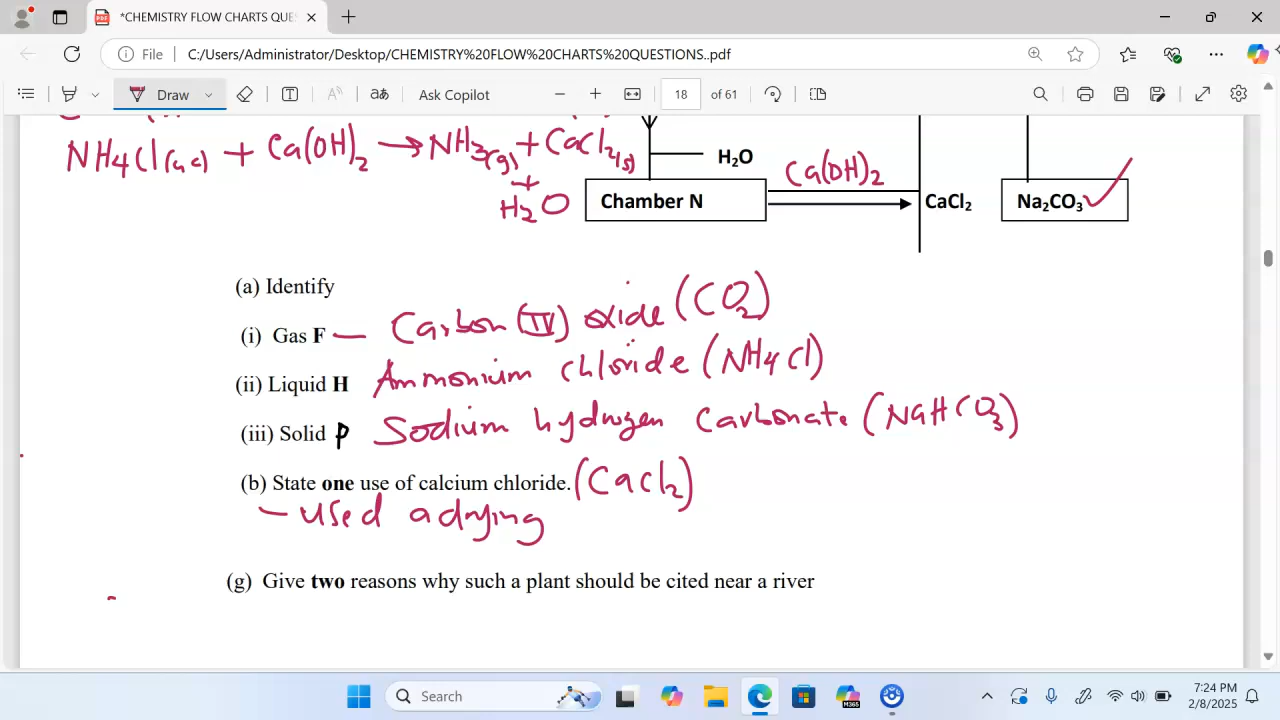 *CHEMISTRY FLOW CHARTS QUES
File C:/Users/Administrator/Desktop/CHEMISTRY%20FLOW%20CHARTS%20QUESTIONS..pdf
Draw Ask Copilot 18 of 61
NH4Cl(aq) + Ca(OH)2 → NH3(g) + CaCl2(s)
+
H2O
H₂O
Ca(OH)2
Chamber N
CaCl₂
Na₂CO₃
(a) Identify
(i) Gas F — Carbon (IV) oxide (CO2)
(ii) Liquid H Ammonium chloride (NH4Cl)
(iii) Solid P Sodium hydrogen Carbonate (NaHCO3)
(b) State one use of calcium chloride. (CaCl2)
– used a drying
(g) Give two reasons why such a plant should be cited near a river
Search
7:24 PM
2/8/2025